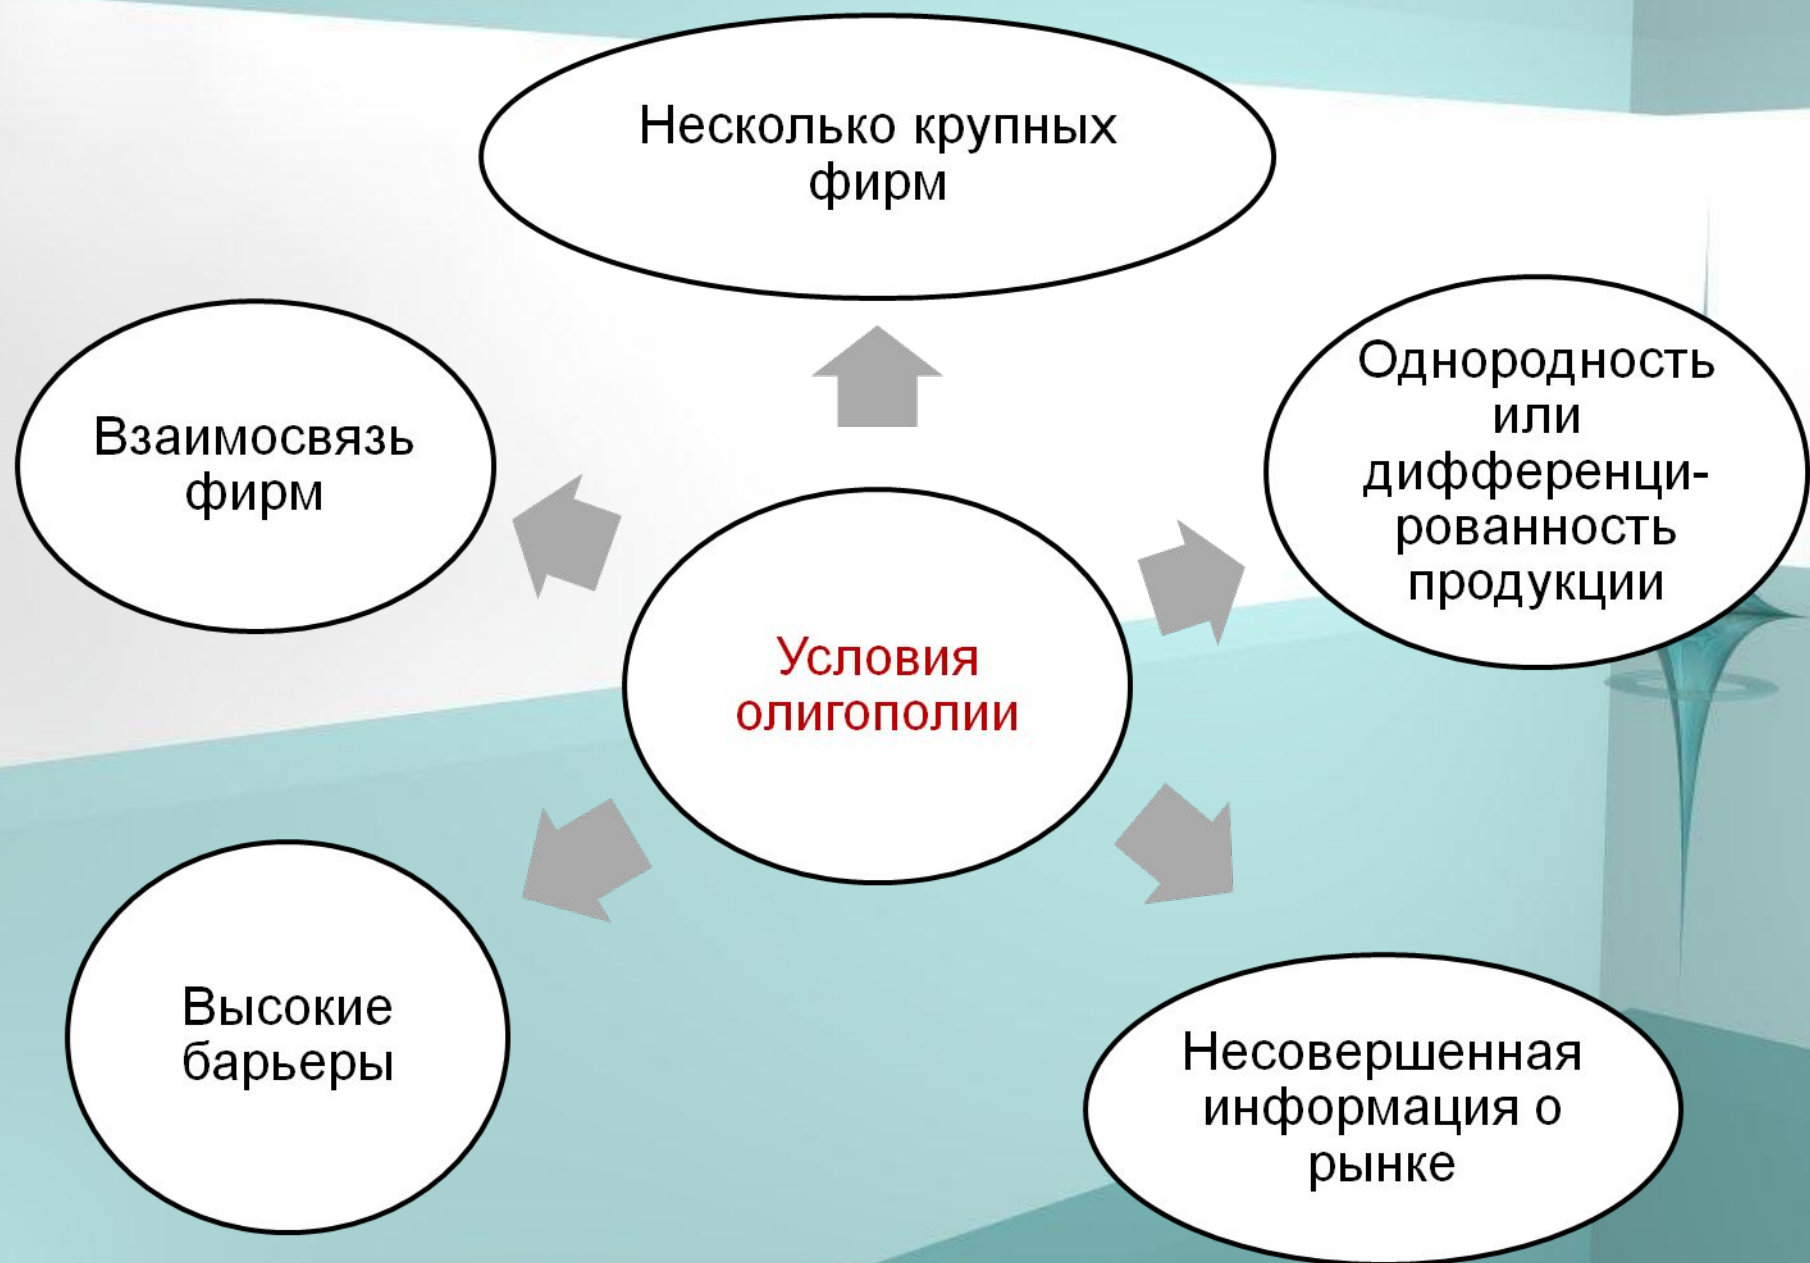 Несколько крупных
фирм
Однородность
или
дифференци-
рованность
продукции
Взаимосвязь
фирм
Условия
олигополии
Высокие
барьеры
Несовершенная
информация о
рынке